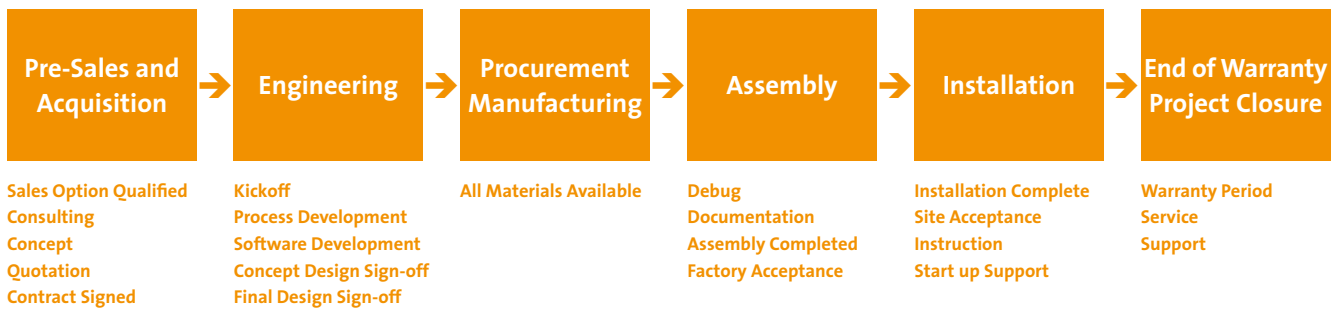 Pre-Sales and
Acquisition
Engineering
Procurement
Manufacturing
Assembly
Installation
End of Warranty
Project Closure
Sales Option Qualified
Consulting
Concept
Quotation
Contract Signed
Kickoff
Process Development
Software Development
Concept Design Sign-off
Final Design Sign-off
All Materials Available
Debug
Documentation
Assembly Completed
Factory Acceptance
Installation Complete
Site Acceptance
Instruction
Start up Support
Warranty Period
Service
Support